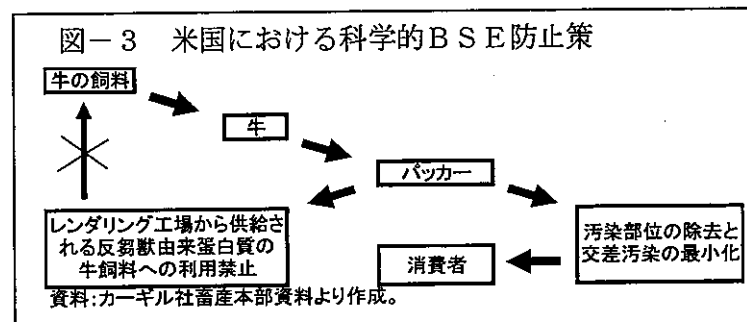 図－３　米国における科学的ＢＳＥ防止策
牛の飼料
牛
パッカー
レンダリング工場から供給さ
れる反芻獣由来蛋白質の
牛飼料への利用禁止
消費者
汚染部位の除去と
交差汚染の最小化
資料:カーギル社畜産本部資料より作成。